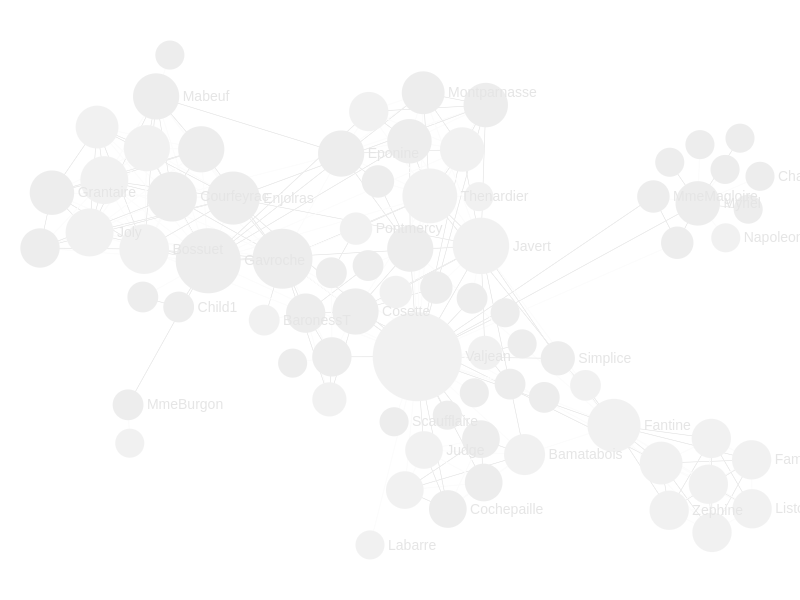 Montparnasse
Mabeuf
Eponine
Cha
Grantaire
Courfeyrac
Enjolras
Thenardier
MmeMagloire
Myriel
Joly
Pontmercy
Napoleon
Bossuet
Javert
Gavroche
Child1
Cosette
BaronessT
Valjean
Simplice
MmeBurgon
Scaufflaire
Fantine
Judge
Bamatabois
Fam
Cochepaille
Zephine
Listo
Labarre